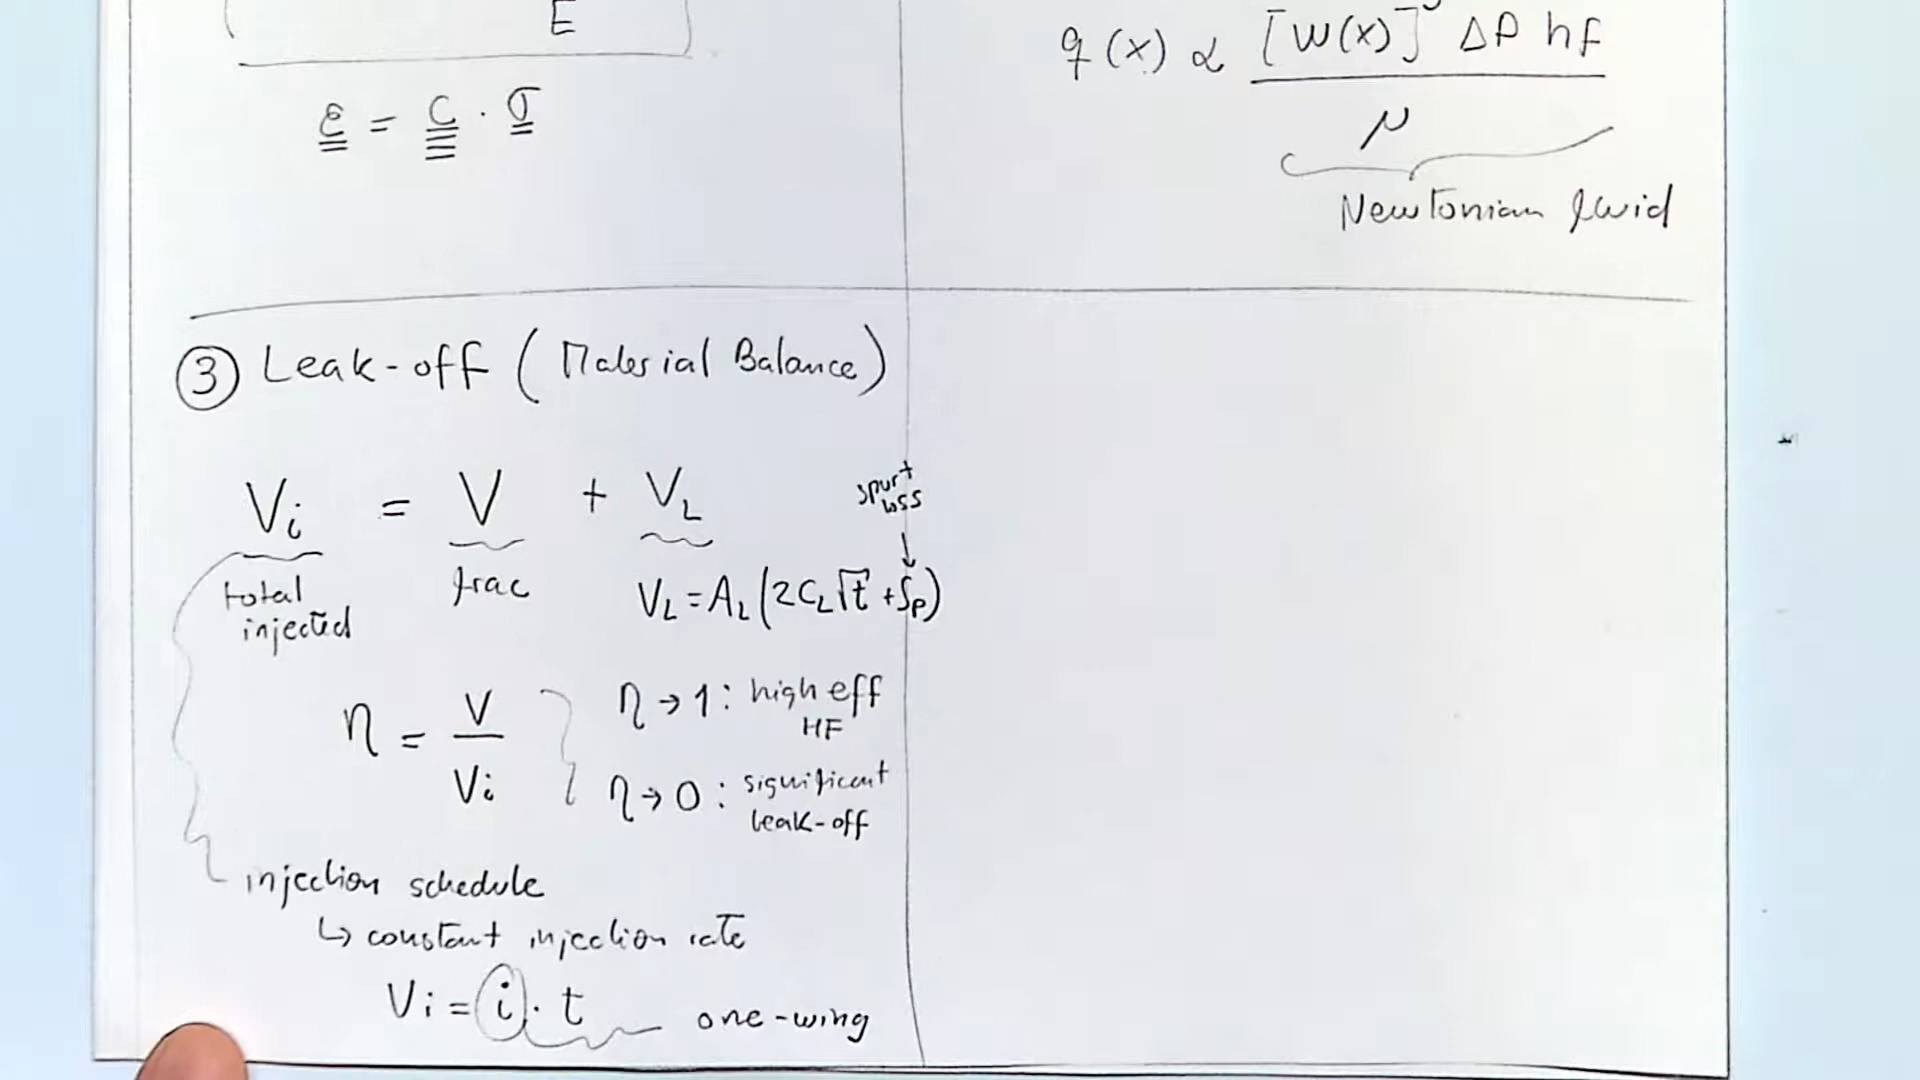 E
ε = C · σ
q (x) ∝ [W(x)] ΔP hf
μ
Newtonian fluid
③ Leak-off (Material Balance)
Vi = V + VL
spurt
loss
total
injected
frac
VL = AL (2CL√t + Sp)
η = V / Vi
η → 1 : high eff
HF
η → 0 : significant
leak-off
injection schedule
↳ constant injection rate
Vi = i · t one-wing